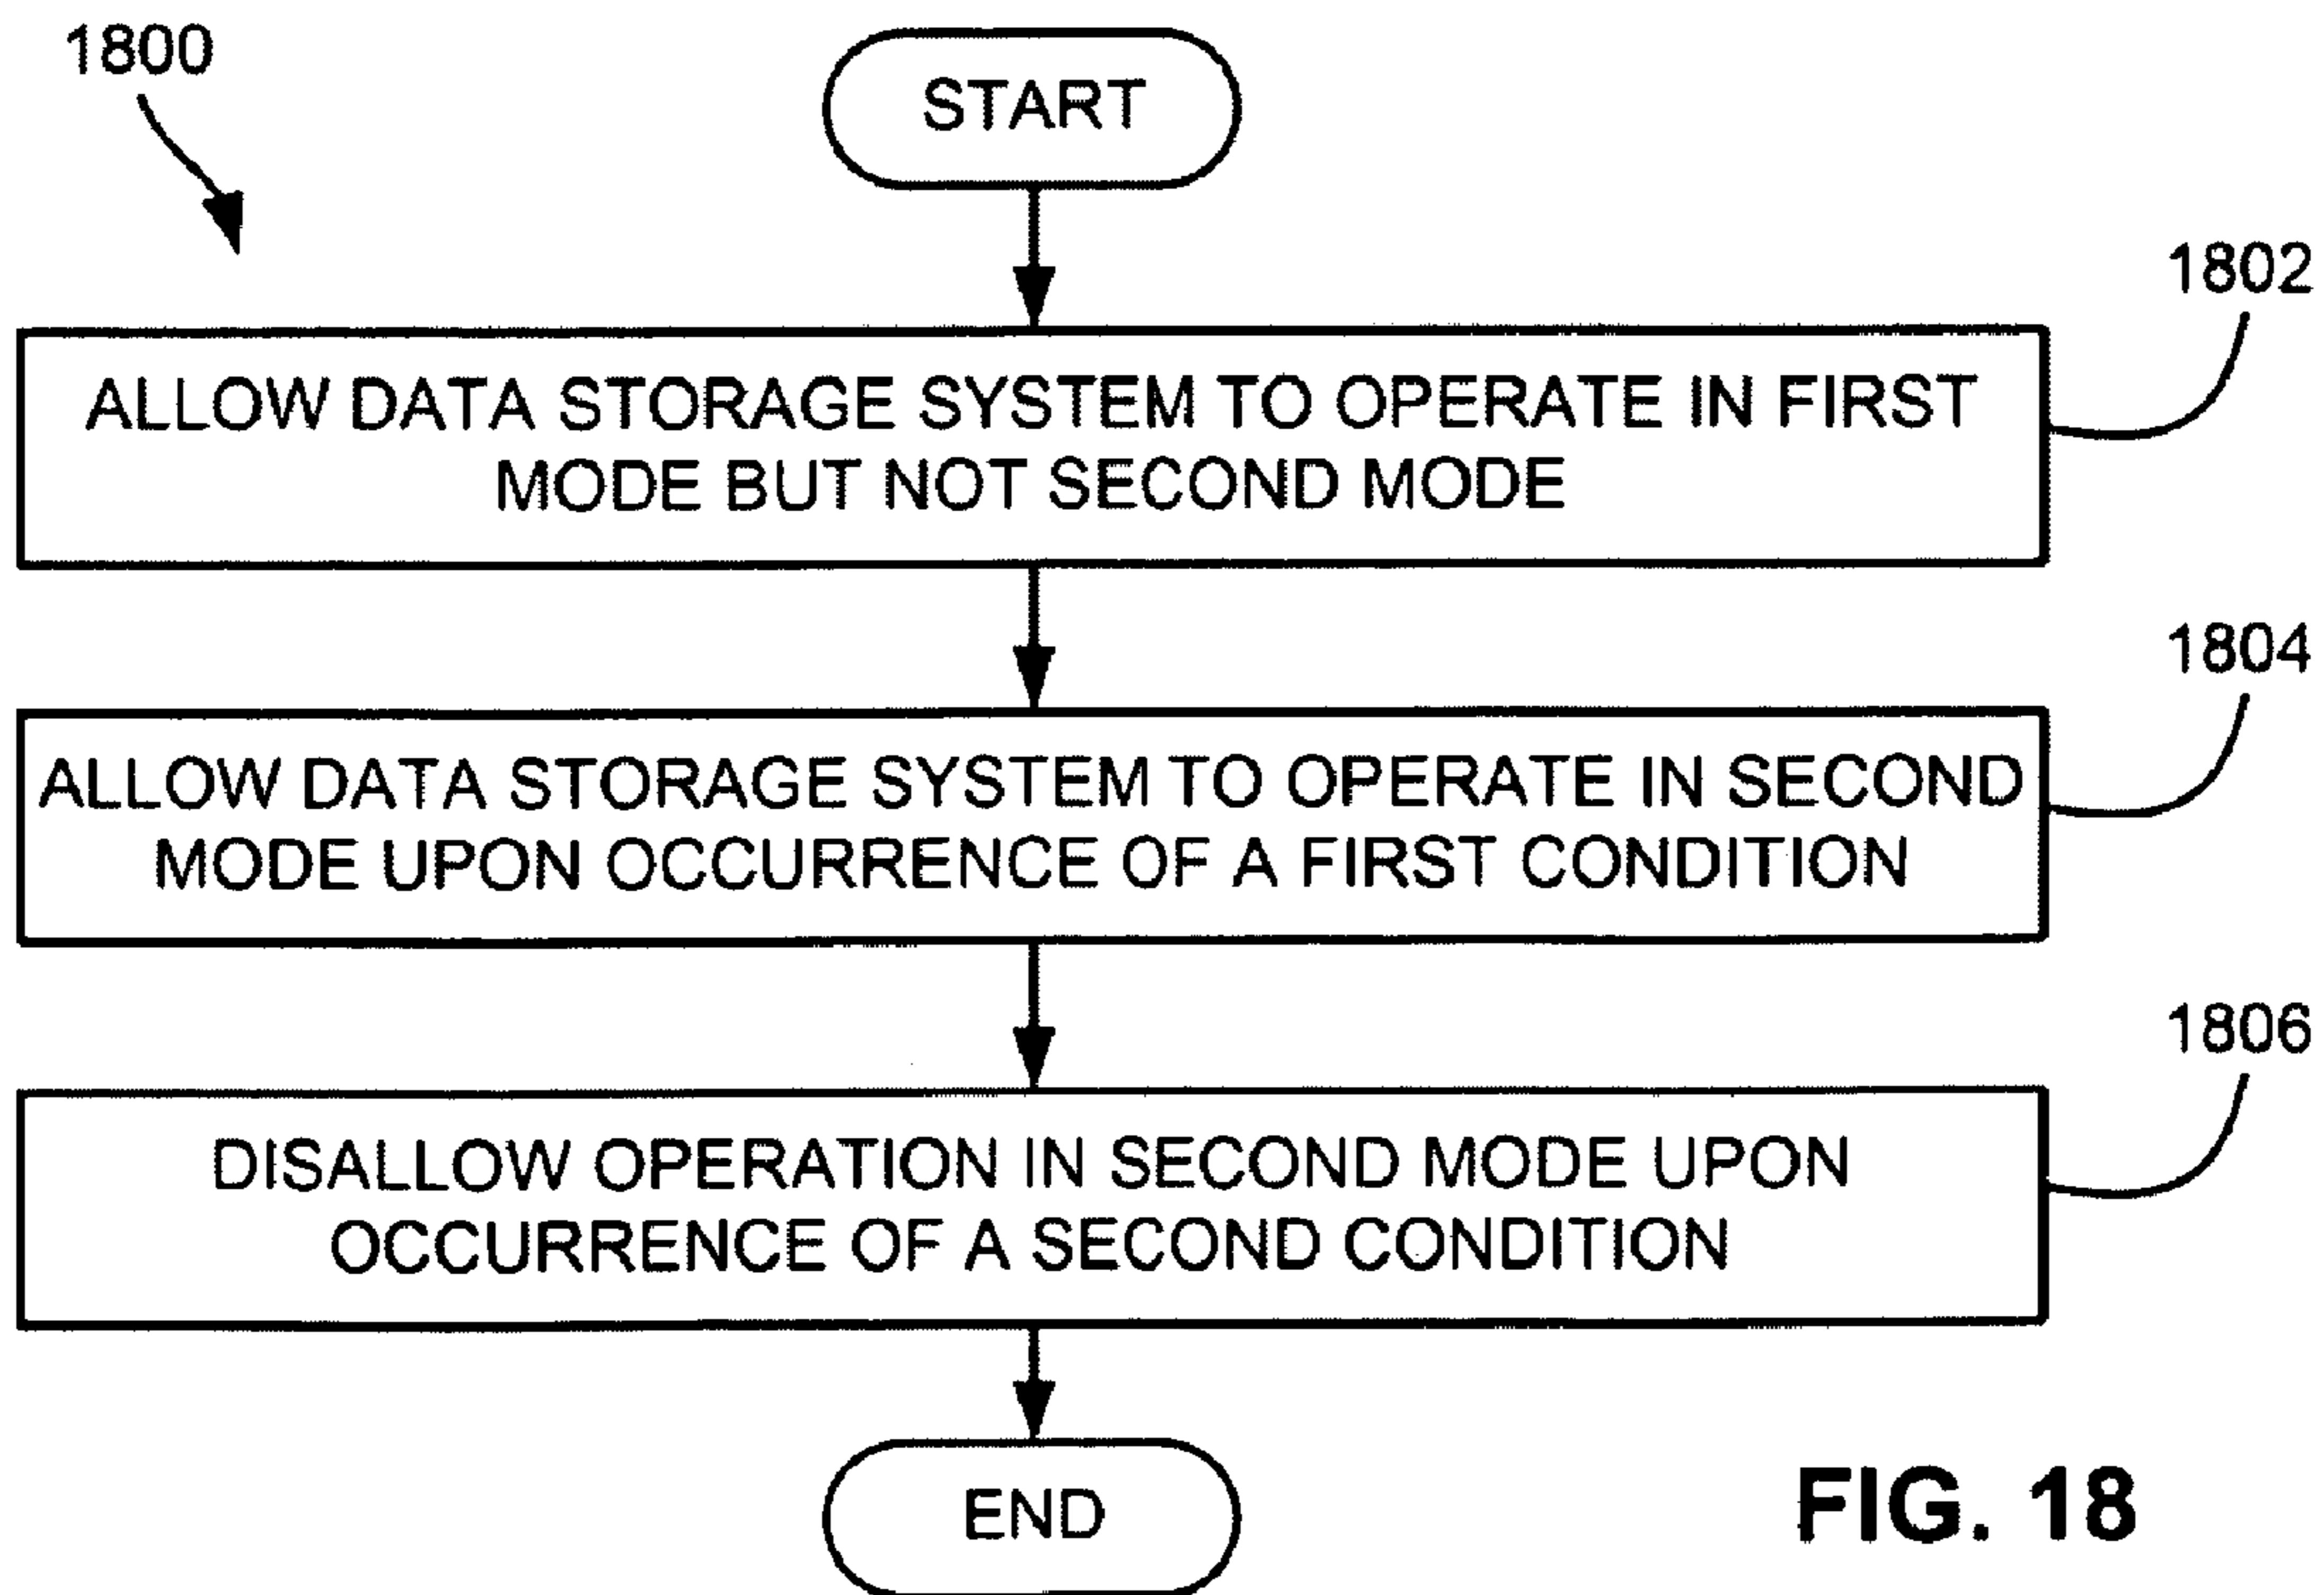 1800
START
1802
ALLOW DATA STORAGE SYSTEM TO OPERATE IN FIRST
MODE BUT NOT SECOND MODE
1804
ALLOW DATA STORAGE SYSTEM TO OPERATE IN SECOND
MODE UPON OCCURRENCE OF A FIRST CONDITION
1806
DISALLOW OPERATION IN SECOND MODE UPON
OCCURRENCE OF A SECOND CONDITION
END
FIG. 18